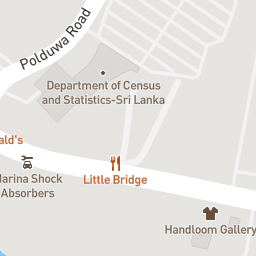 Polduwa Road
Department of Census
and Statistics-Sri Lanka
ald's
Marina Shock
Absorbers
Little Bridge
Handloom Gallery